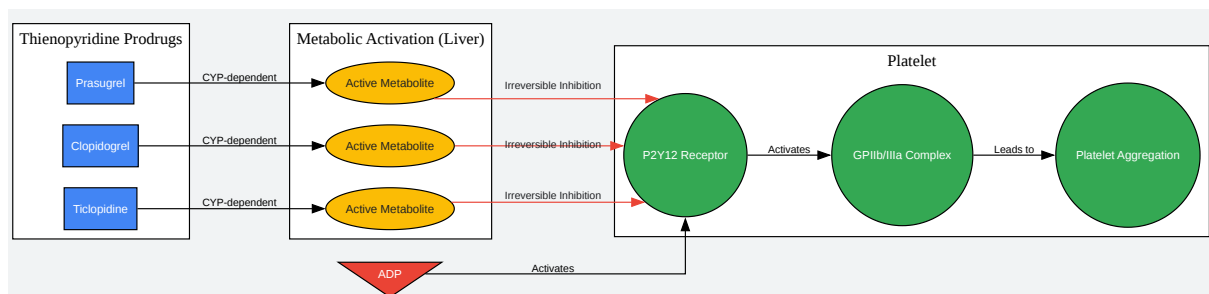 Thienopyridine Prodrugs
Metabolic Activation (Liver)
Platelet
Prasugrel
CYP-dependent
Active Metabolite
Irreversible Inhibition
Clopidogrel
CYP-dependent
Active Metabolite
Irreversible Inhibition
P2Y12 Receptor
Activates
GPIIb/IIIa Complex
Leads to
Platelet Aggregation
Ticlopidine
CYP-dependent
Active Metabolite
Irreversible Inhibition
ADP
Activates